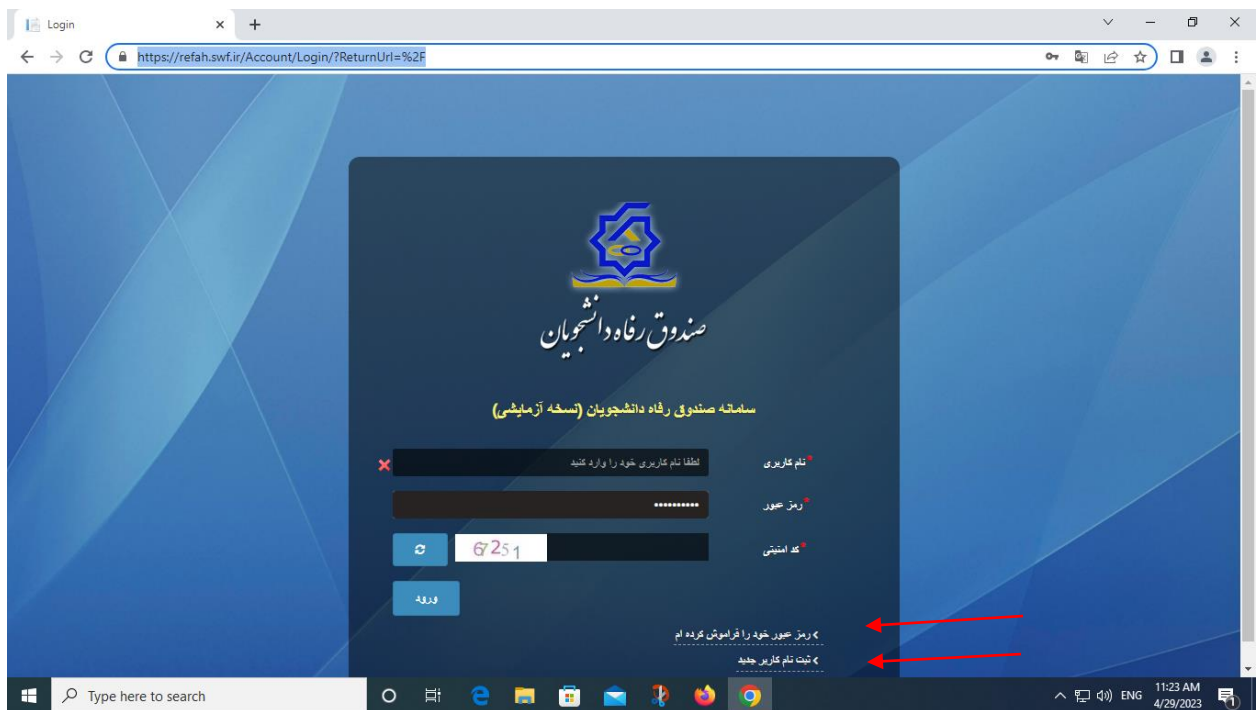 Login
https://refah.swf.ir/Account/Login/?ReturnUrl=%2F
صندوق رفاه دانشجویان
سامانه صندوق رفاه دانشجویان (نسخه آزمایشی)
*نام کاربری
لطفا نام کاربری خود را وارد کنید
*رمز عبور
••••••••••
*کد امنیتی
67251
ورود
رمز عبور خود را فراموش کرده ام
ثبت نام کاربر جدید
Type here to search
ENG
11:23 AM
4/29/2023
1